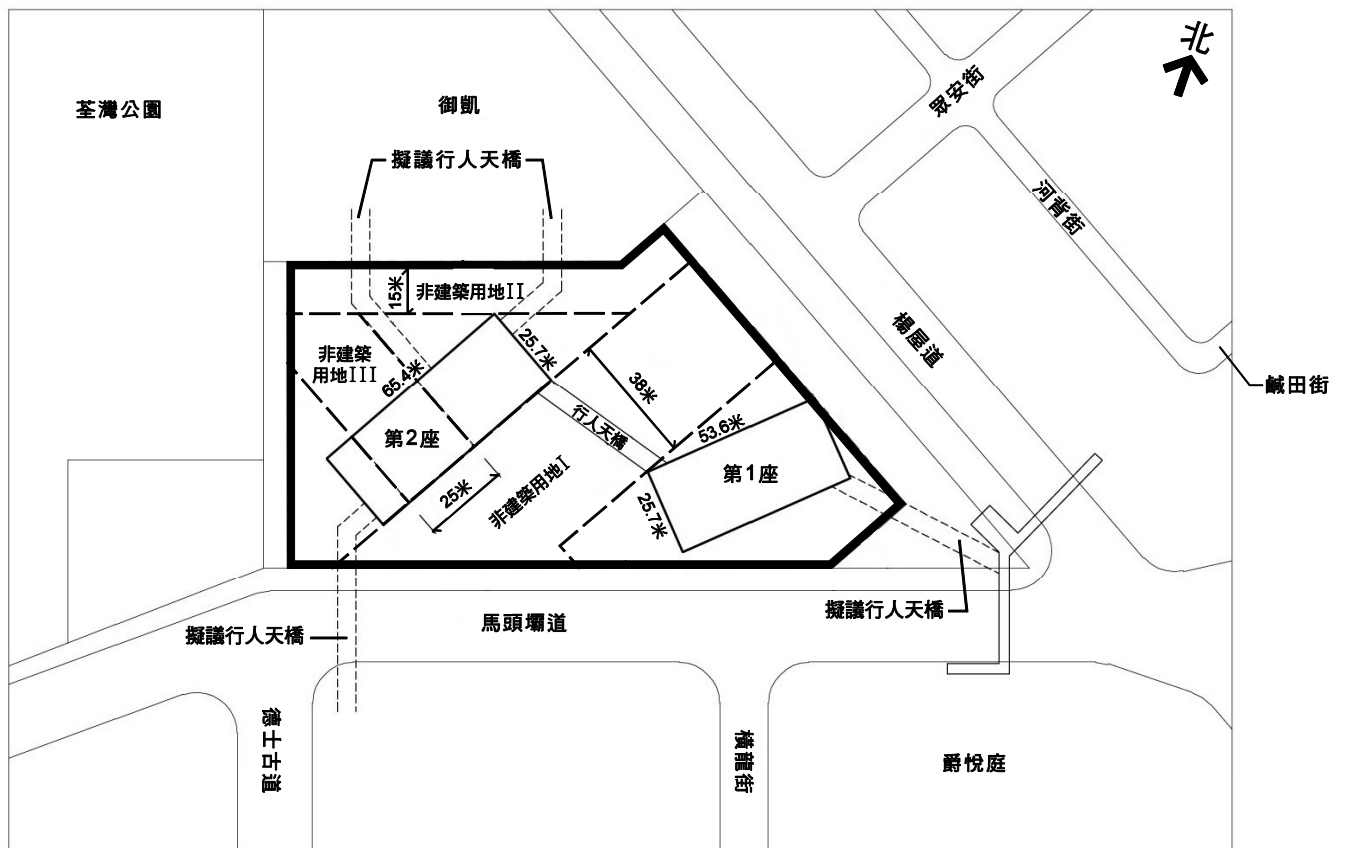 北
荃灣公園
御凱
眾安街
擬議行人天橋
河背街
15米
非建築用地II
楊屋道
25.7米
非建築
用地III
65.4米
38米
鹹田街
行人天橋
53.6米
第2座
第1座
25米
非建築用地I
25.7米
擬議行人天橋
馬頭壩道
擬議行人天橋
德士古道
橫龍街
爵悅庭